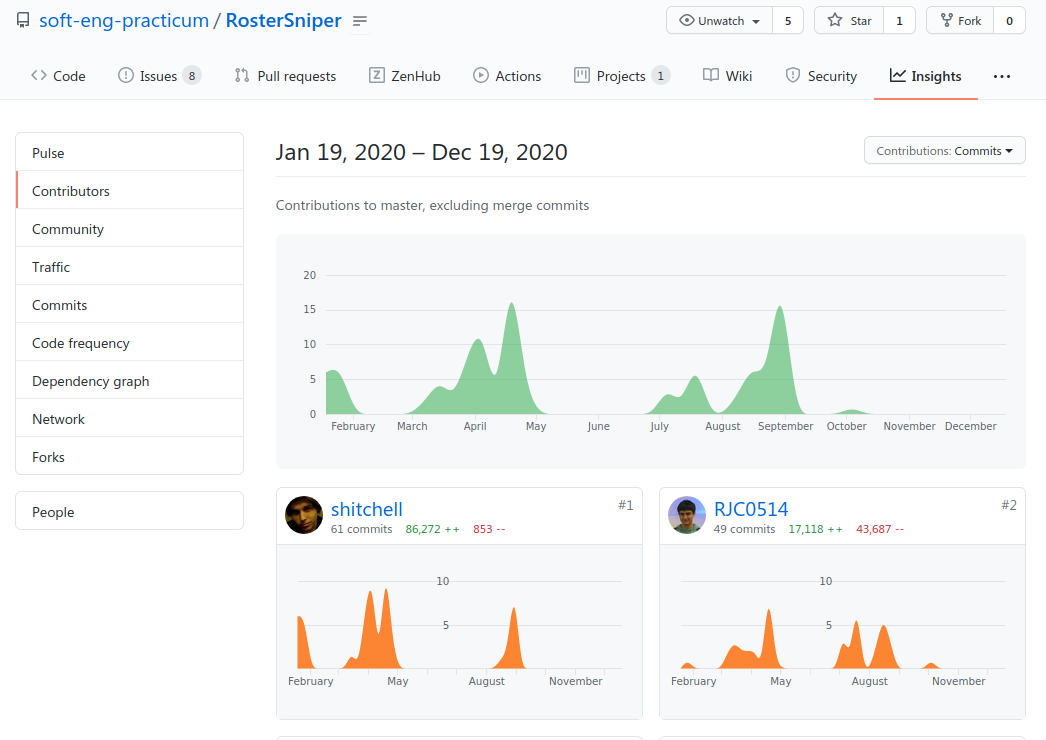 soft-eng-practicum / RosterSniper
Unwatch 5 Star 1 Fork 0
Code Issues 8 Pull requests ZenHub Actions Projects 1 Wiki Security Insights ...
Pulse
Contributors
Community
Traffic
Commits
Code frequency
Dependency graph
Network
Forks
People
Jan 19, 2020 – Dec 19, 2020
Contributions: Commits
Contributions to master, excluding merge commits
20
15
10
5
0
February March April May June July August September October November December
shitchell #1
61 commits 86,272 ++ 853 --
10
5
February May August November
RJC0514 #2
49 commits 17,118 ++ 43,687 --
10
5
February May August November